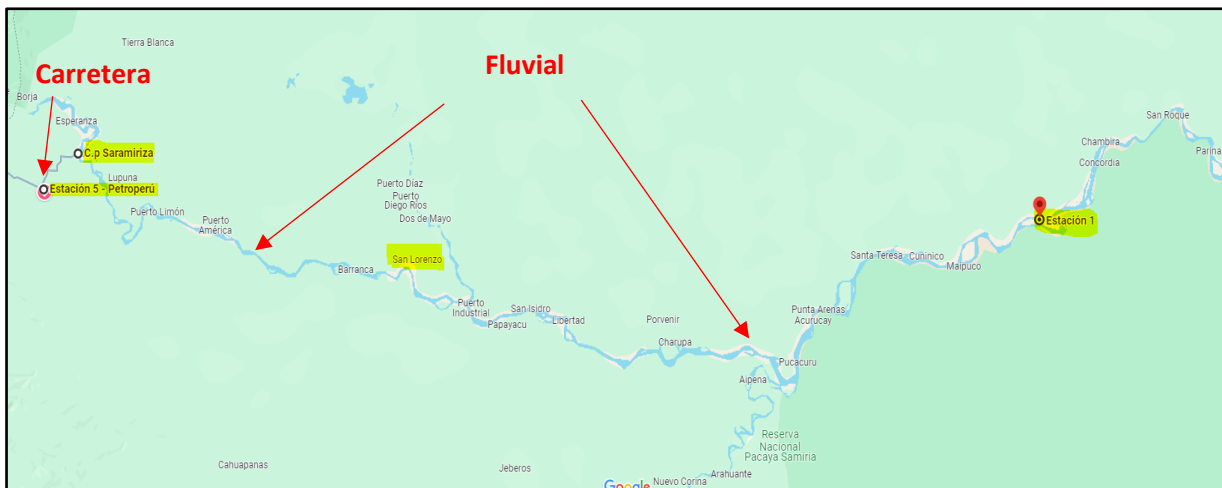 Tierra Blanca
Carretera
Fluvial
Borja
Esperanza
San Roque
Chambira
Parina
Concordia
C.p Saramiriza
Lupuna
Estación 5 - Petroperú
Puerto Díaz
Puerto
Diego Ríos
Dos de Mayo
Puerto Limón
Puerto
América
Estación 1
San Lorenzo
Barranca
Santa Teresa
Cuninico
Maipuco
Puerto
Industrial
San Isidro
Papayacu
Libertad
Porvenir
Punta Arenas
Acurucay
Charupa
Pucacuru
Aipena
Reserva
Nacional
Pacaya Samiria
Cahuapanas
Jeberos
Arahuante
Google
Nuevo Corina